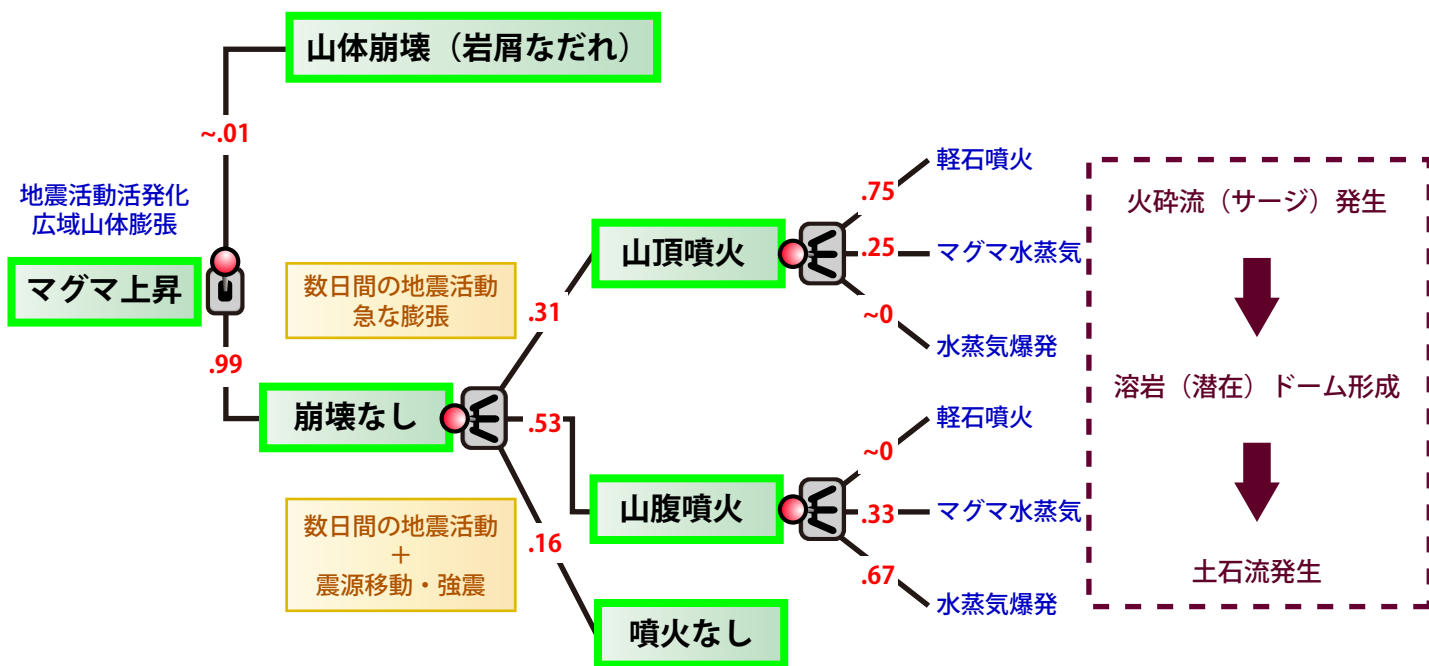 山体崩壊（岩屑なだれ）
~.01
地震活動活発化
広域山体膨張
マグマ上昇
.99
崩壊なし
数日間の地震活動
急な膨張
数日間の地震活動
＋
震源移動・強震
.31
.53
.16
山頂噴火
.75
.25
~0
軽石噴火
マグマ水蒸気
水蒸気爆発
山腹噴火
~0
.33
.67
軽石噴火
マグマ水蒸気
水蒸気爆発
噴火なし
火砕流（サージ）発生
溶岩（潜在）ドーム形成
土石流発生